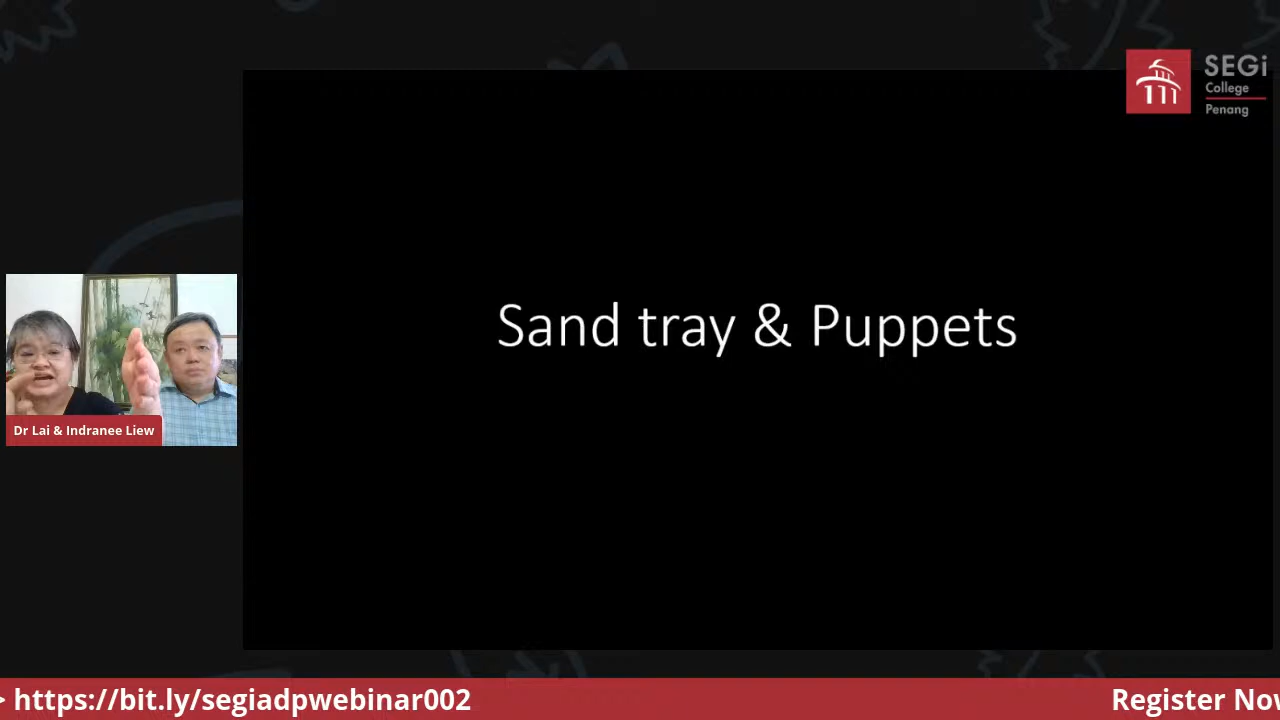 SEGi
College
Penang
Sand tray & Puppets
Dr Lai & Indranee Liew
> https://bit.ly/segiadpwebinar002
Register Now